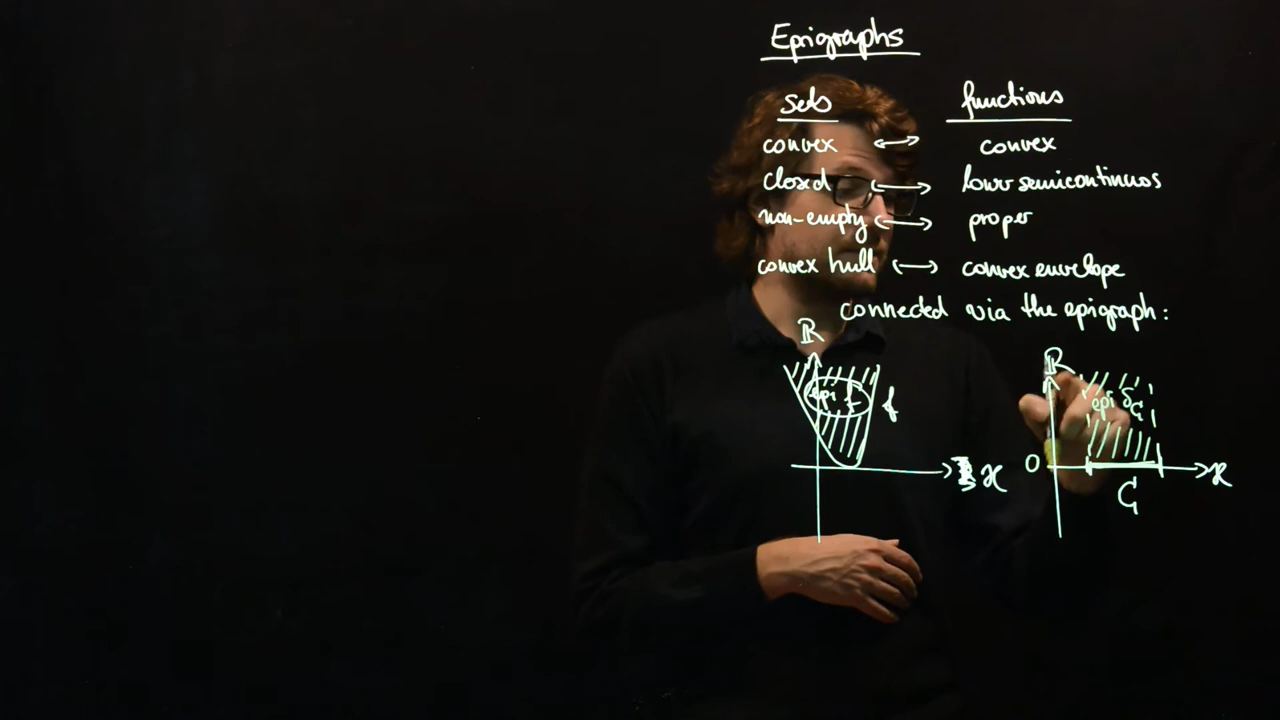 Epigraphs
sets functions
convex ↔ convex
closed ↔ lower semicontinuos
non-empty ↔ proper
convex hull ↔ convex envelope
connected via the epigraph:
ℝ ℝ
epi f f epi δ_C
x 0 x
C